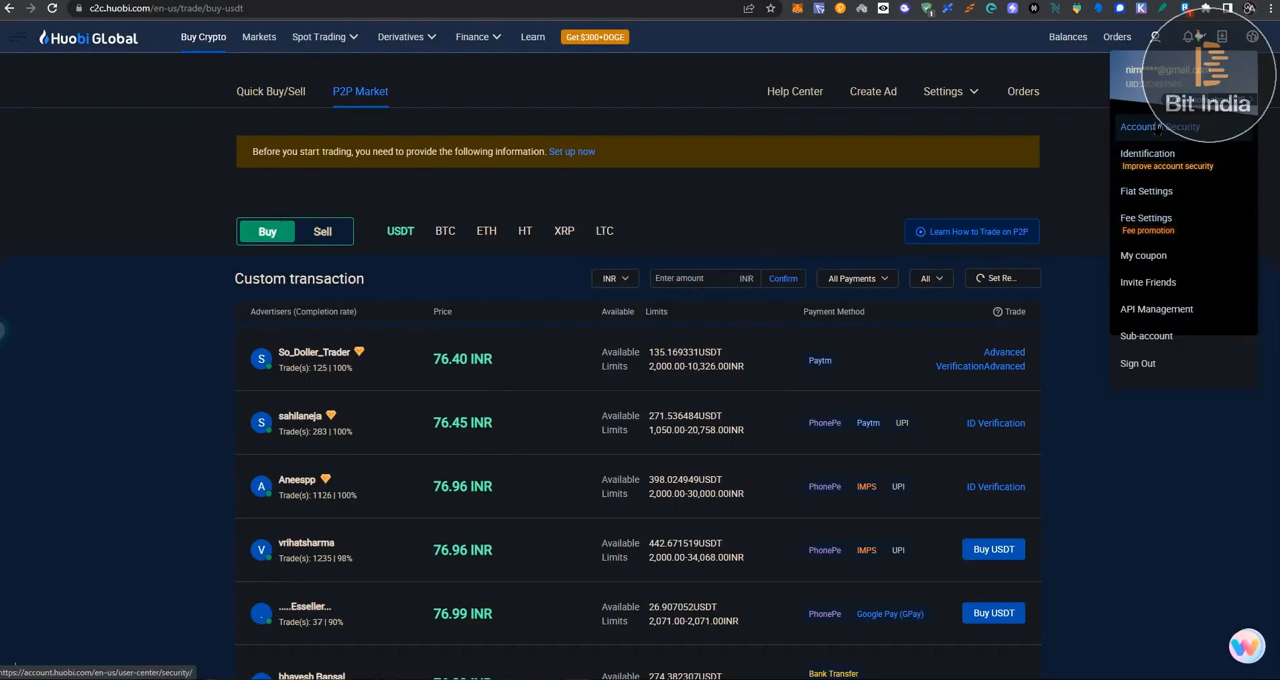 c2c.huobi.com/en-us/trade/buy-usdt
Huobi Global Buy Crypto Markets Spot Trading Derivatives Finance Learn Get $300+DOGE Balances Orders
nim****@gmail.com
UID
Bit India
Quick Buy/Sell P2P Market Help Center Create Ad Settings Orders
Account Security
Before you start trading, you need to provide the following information. Set up now
Identification
Improve account security
Fiat Settings
Fee Settings
Fee promotion
My coupon
Invite Friends
API Management
Sub-account
Sign Out
Buy Sell USDT BTC ETH HT XRP LTC Learn How to Trade on P2P
Custom transaction INR Enter amount INR Confirm All Payments All Set Re...
Advertisers (Completion rate) Price Available Limits Payment Method Trade
S So_Doller_Trader 76.40 INR Available 135.169331USDT Paytm Advanced
Trade(s): 125 | 100% Limits 2,000.00-10,326.00INR VerificationAdvanced
S sahilaneja 76.45 INR Available 271.536484USDT PhonePe Paytm UPI ID Verification
Trade(s): 283 | 100% Limits 1,050.00-20,758.00INR
A Aneespp 76.96 INR Available 398.024949USDT PhonePe IMPS UPI ID Verification
Trade(s): 1126 | 100% Limits 2,000.00-30,000.00INR
V vrihatsharma 76.96 INR Available 442.671519USDT PhonePe IMPS UPI Buy USDT
Trade(s): 1235 | 98% Limits 2,000.00-34,068.00INR
. .....Esseller... 76.99 INR Available 26.907052USDT PhonePe Google Pay (GPay) Buy USDT
Trade(s): 37 | 90% Limits 2,071.00-2,071.00INR
bhavesh Bansal Available 274.382307USDT Bank Transfer
https://account.huobi.com/en-us/user-center/security/